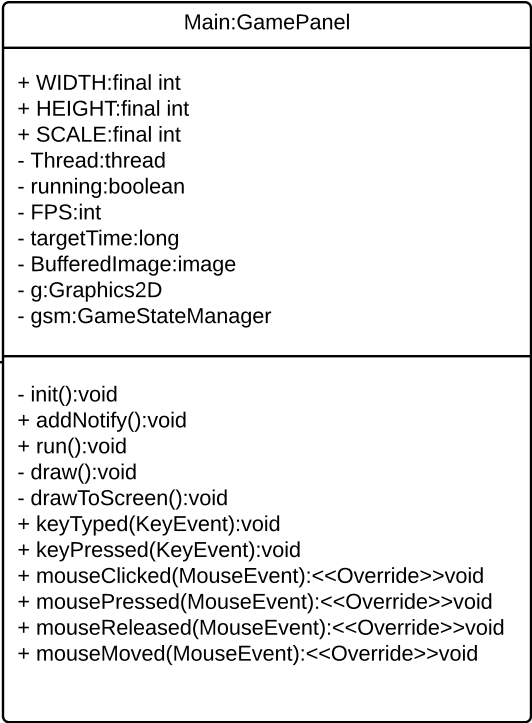 Main:GamePanel
+ WIDTH:final int
+ HEIGHT:final int
+ SCALE:final int
- Thread:thread
- running:boolean
- FPS:int
- targetTime:long
- BufferedImage:image
- g:Graphics2D
- gsm:GameStateManager
- init():void
+ addNotify():void
+ run():void
- draw():void
- drawToScreen():void
+ keyTyped(KeyEvent):void
+ keyPressed(KeyEvent):void
+ mouseClicked(MouseEvent):<<Override>>void
+ mousePressed(MouseEvent):<<Override>>void
+ mouseReleased(MouseEvent):<<Override>>void
+ mouseMoved(MouseEvent):<<Override>>void